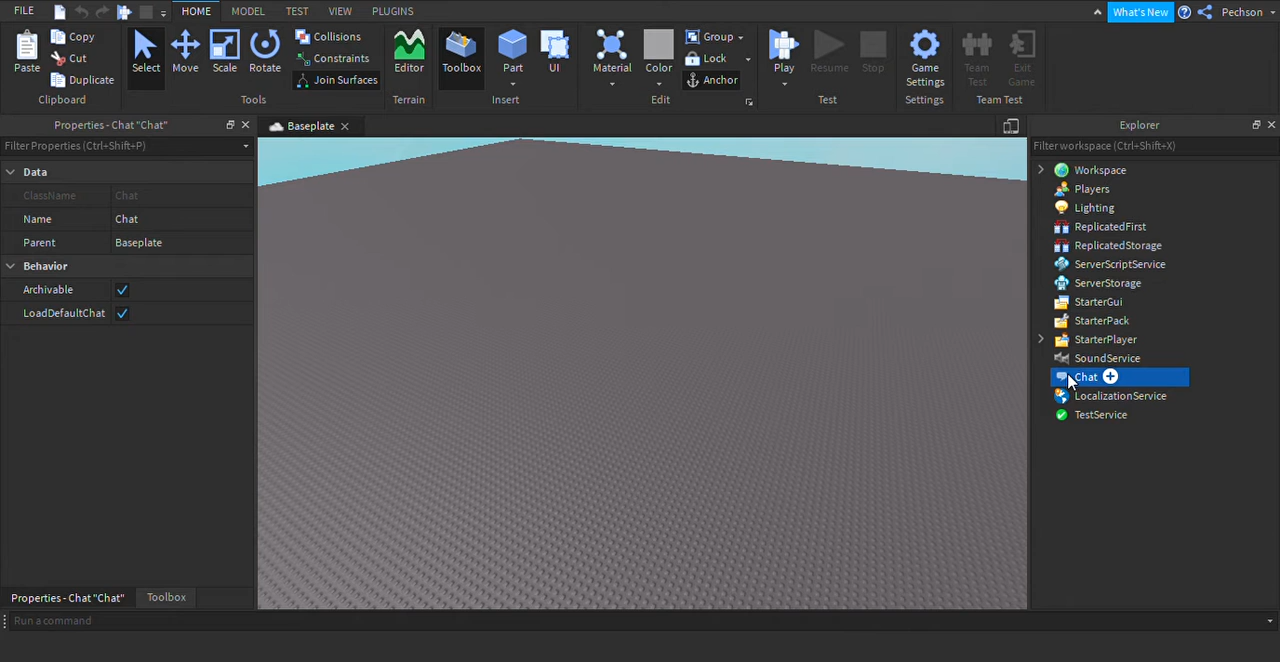 FILE HOME MODEL TEST VIEW PLUGINS What's New Pechson
Paste Copy Cut Duplicate Clipboard
Select Move Scale Rotate Collisions Constraints Join Surfaces Tools
Editor Terrain
Toolbox Part UI Insert
Material Color Group Lock Anchor Edit
Play Resume Stop Test
Game Settings Settings
Team Test Exit Game Team Test
Properties - Chat "Chat"
Filter Properties (Ctrl+Shift+P)
Data
ClassName Chat
Name Chat
Parent Baseplate
Behavior
Archivable
LoadDefaultChat
Properties - Chat "Chat" Toolbox
Baseplate
Explorer
Filter workspace (Ctrl+Shift+X)
Workspace
Players
Lighting
ReplicatedFirst
ReplicatedStorage
ServerScriptService
ServerStorage
StarterGui
StarterPack
StarterPlayer
SoundService
Chat
LocalizationService
TestService
Run a command